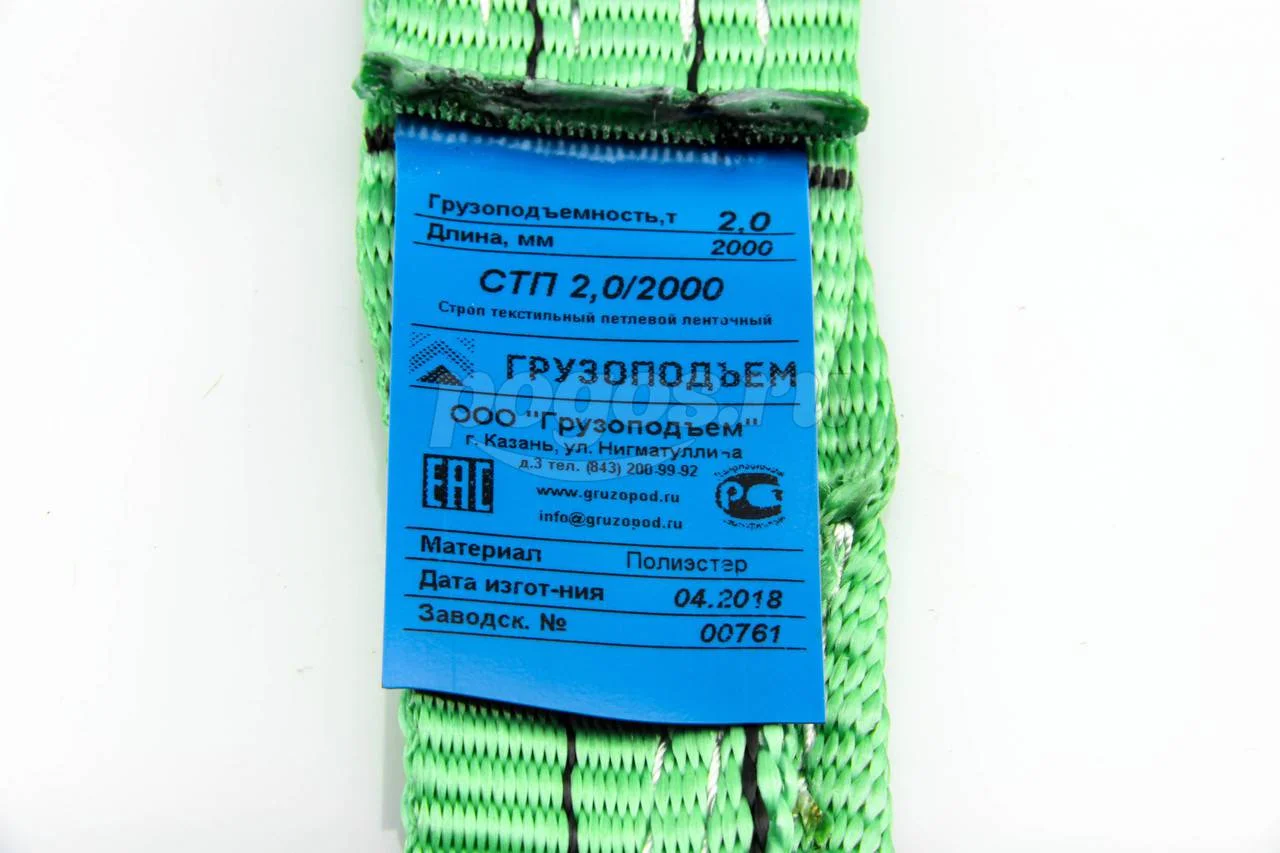 Грузоподъемность,т 2,0
Длина, мм 2000
СТП 2,0/2000
Строп текстильный петлевой ленточный
ГРУЗОПОДЪЕМ
pogos.ru
ООО "Грузоподъем"
г. Казань, ул. Нигматуллина
д.3 тел. (843) 200-99-92
EAC
www.gruzopod.ru
РСТ
info@gruzopod.ru
Материал Полиэстер
Дата изгот-ния 04.2018
Заводск. № 00761